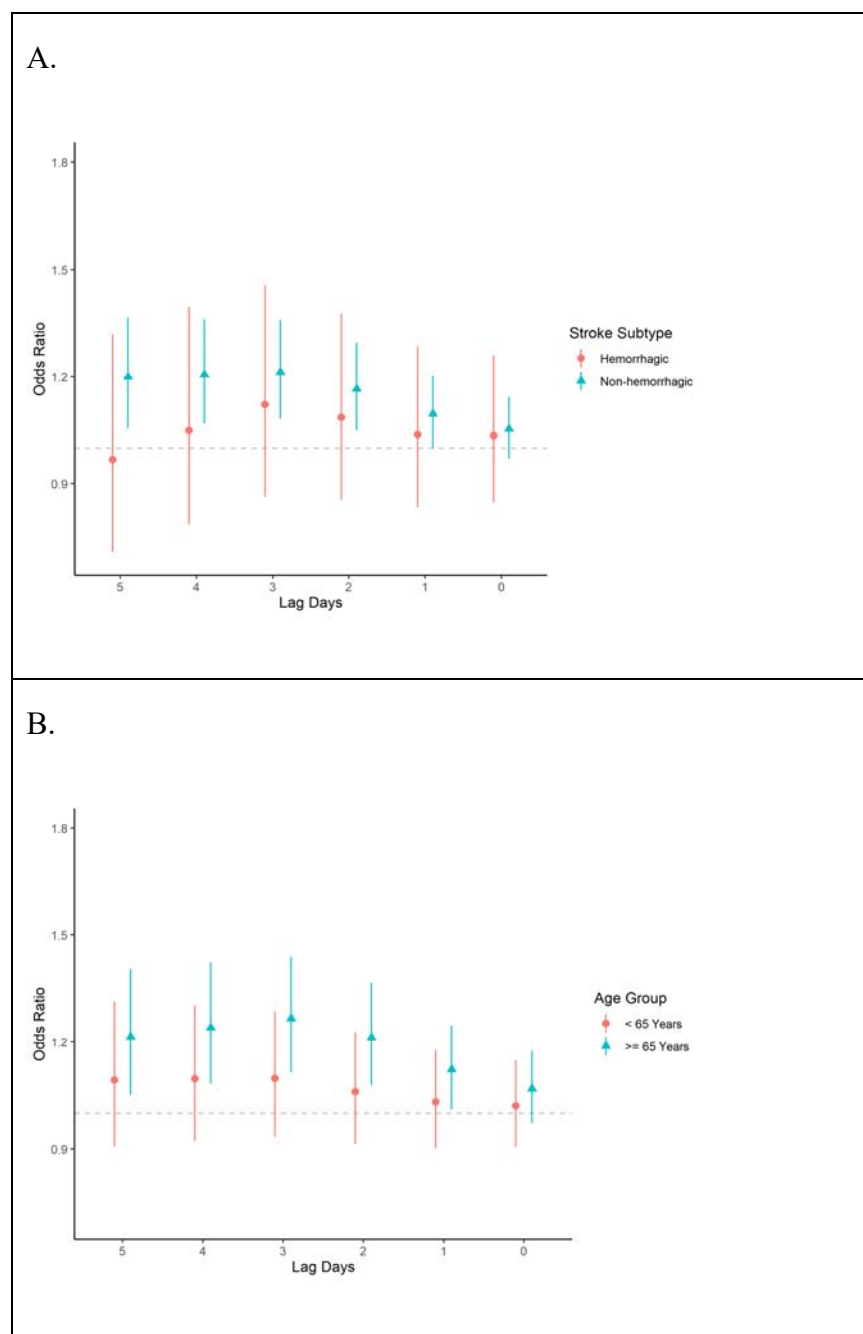 A.
1.8
1.5
1.2
0.9
Odds Ratio
5 4 3 2 1 0
Lag Days
Stroke Subtype
Hemorrhagic
Non-hemorrhagic
B.
1.8
1.5
1.2
0.9
Odds Ratio
5 4 3 2 1 0
Lag Days
Age Group
< 65 Years
>= 65 Years